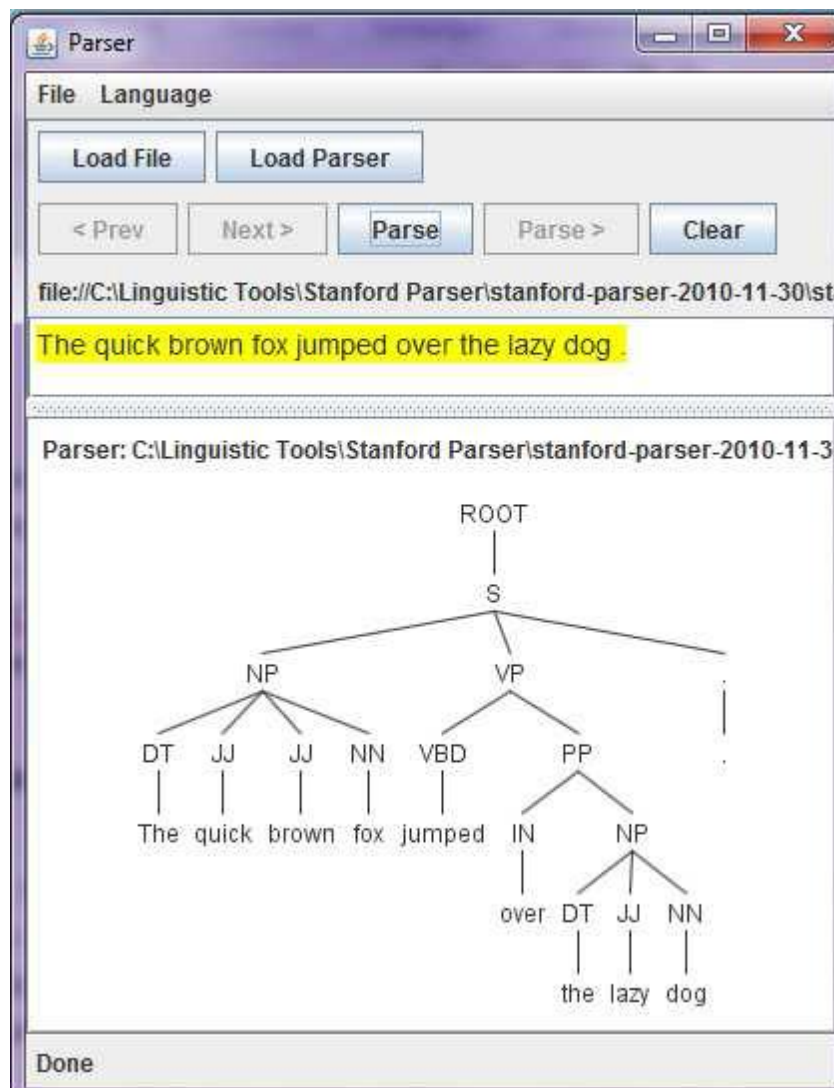 Parser
File Language
Load File Load Parser
< Prev Next > Parse Parse > Clear
file://C:\Linguistic Tools\Stanford Parser\stanford-parser-2010-11-30\st
The quick brown fox jumped over the lazy dog .
Parser: C:\Linguistic Tools\Stanford Parser\stanford-parser-2010-11-3
ROOT
S
NP VP .
DT JJ JJ NN VBD PP .
The quick brown fox jumped IN NP
over DT JJ NN
the lazy dog
Done